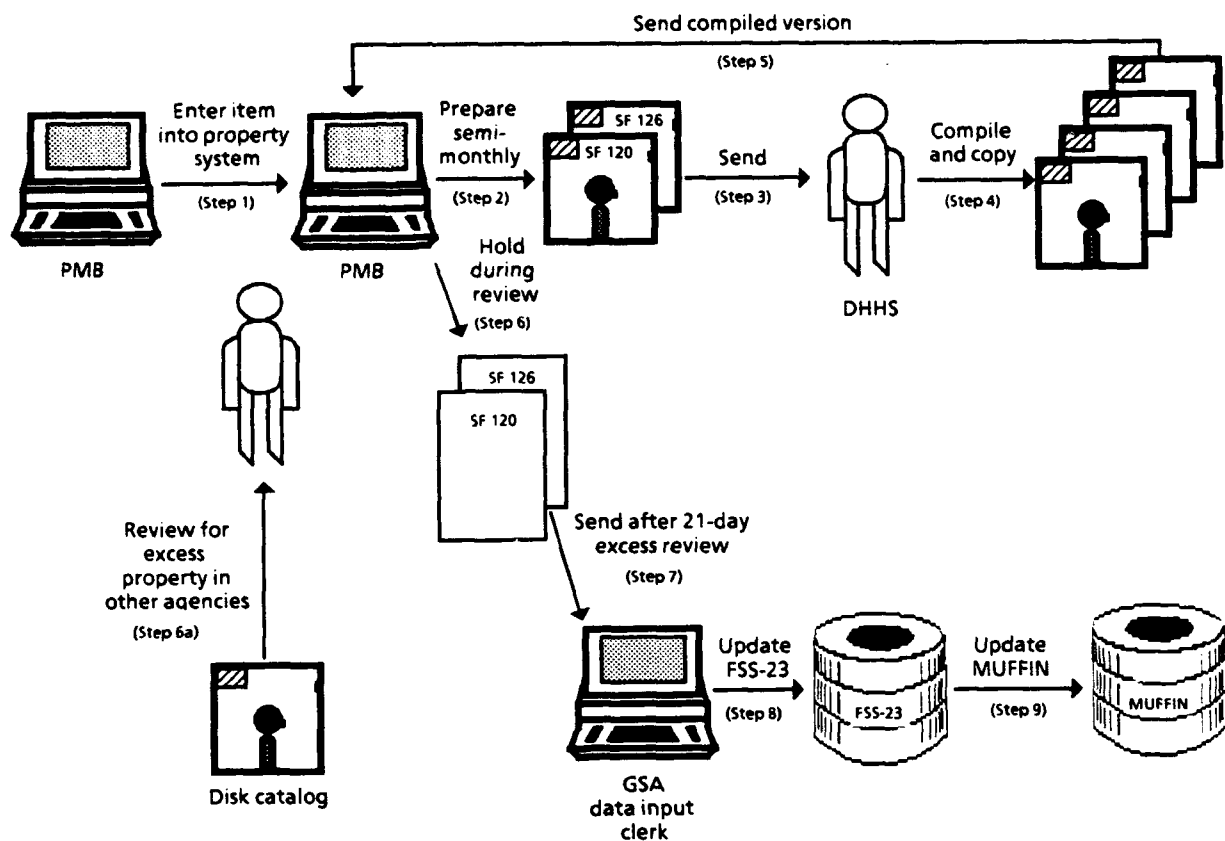 Send compiled version
(Step 5)
Enter item
into property
system
(Step 1)
Prepare
semi-
monthly
(Step 2)
SF 126
SF 120
Send
(Step 3)
Compile
and copy
(Step 4)
PMB
PMB
DHHS
Hold
during
review
(Step 6)
SF 126
SF 120
Review for
excess
property in
other agencies
(Step 6a)
Send after 21-day
excess review
(Step 7)
Disk catalog
GSA
data input
clerk
Update
FSS-23
(Step 8)
FSS-23
Update
MUFFIN
(Step 9)
MUFFIN